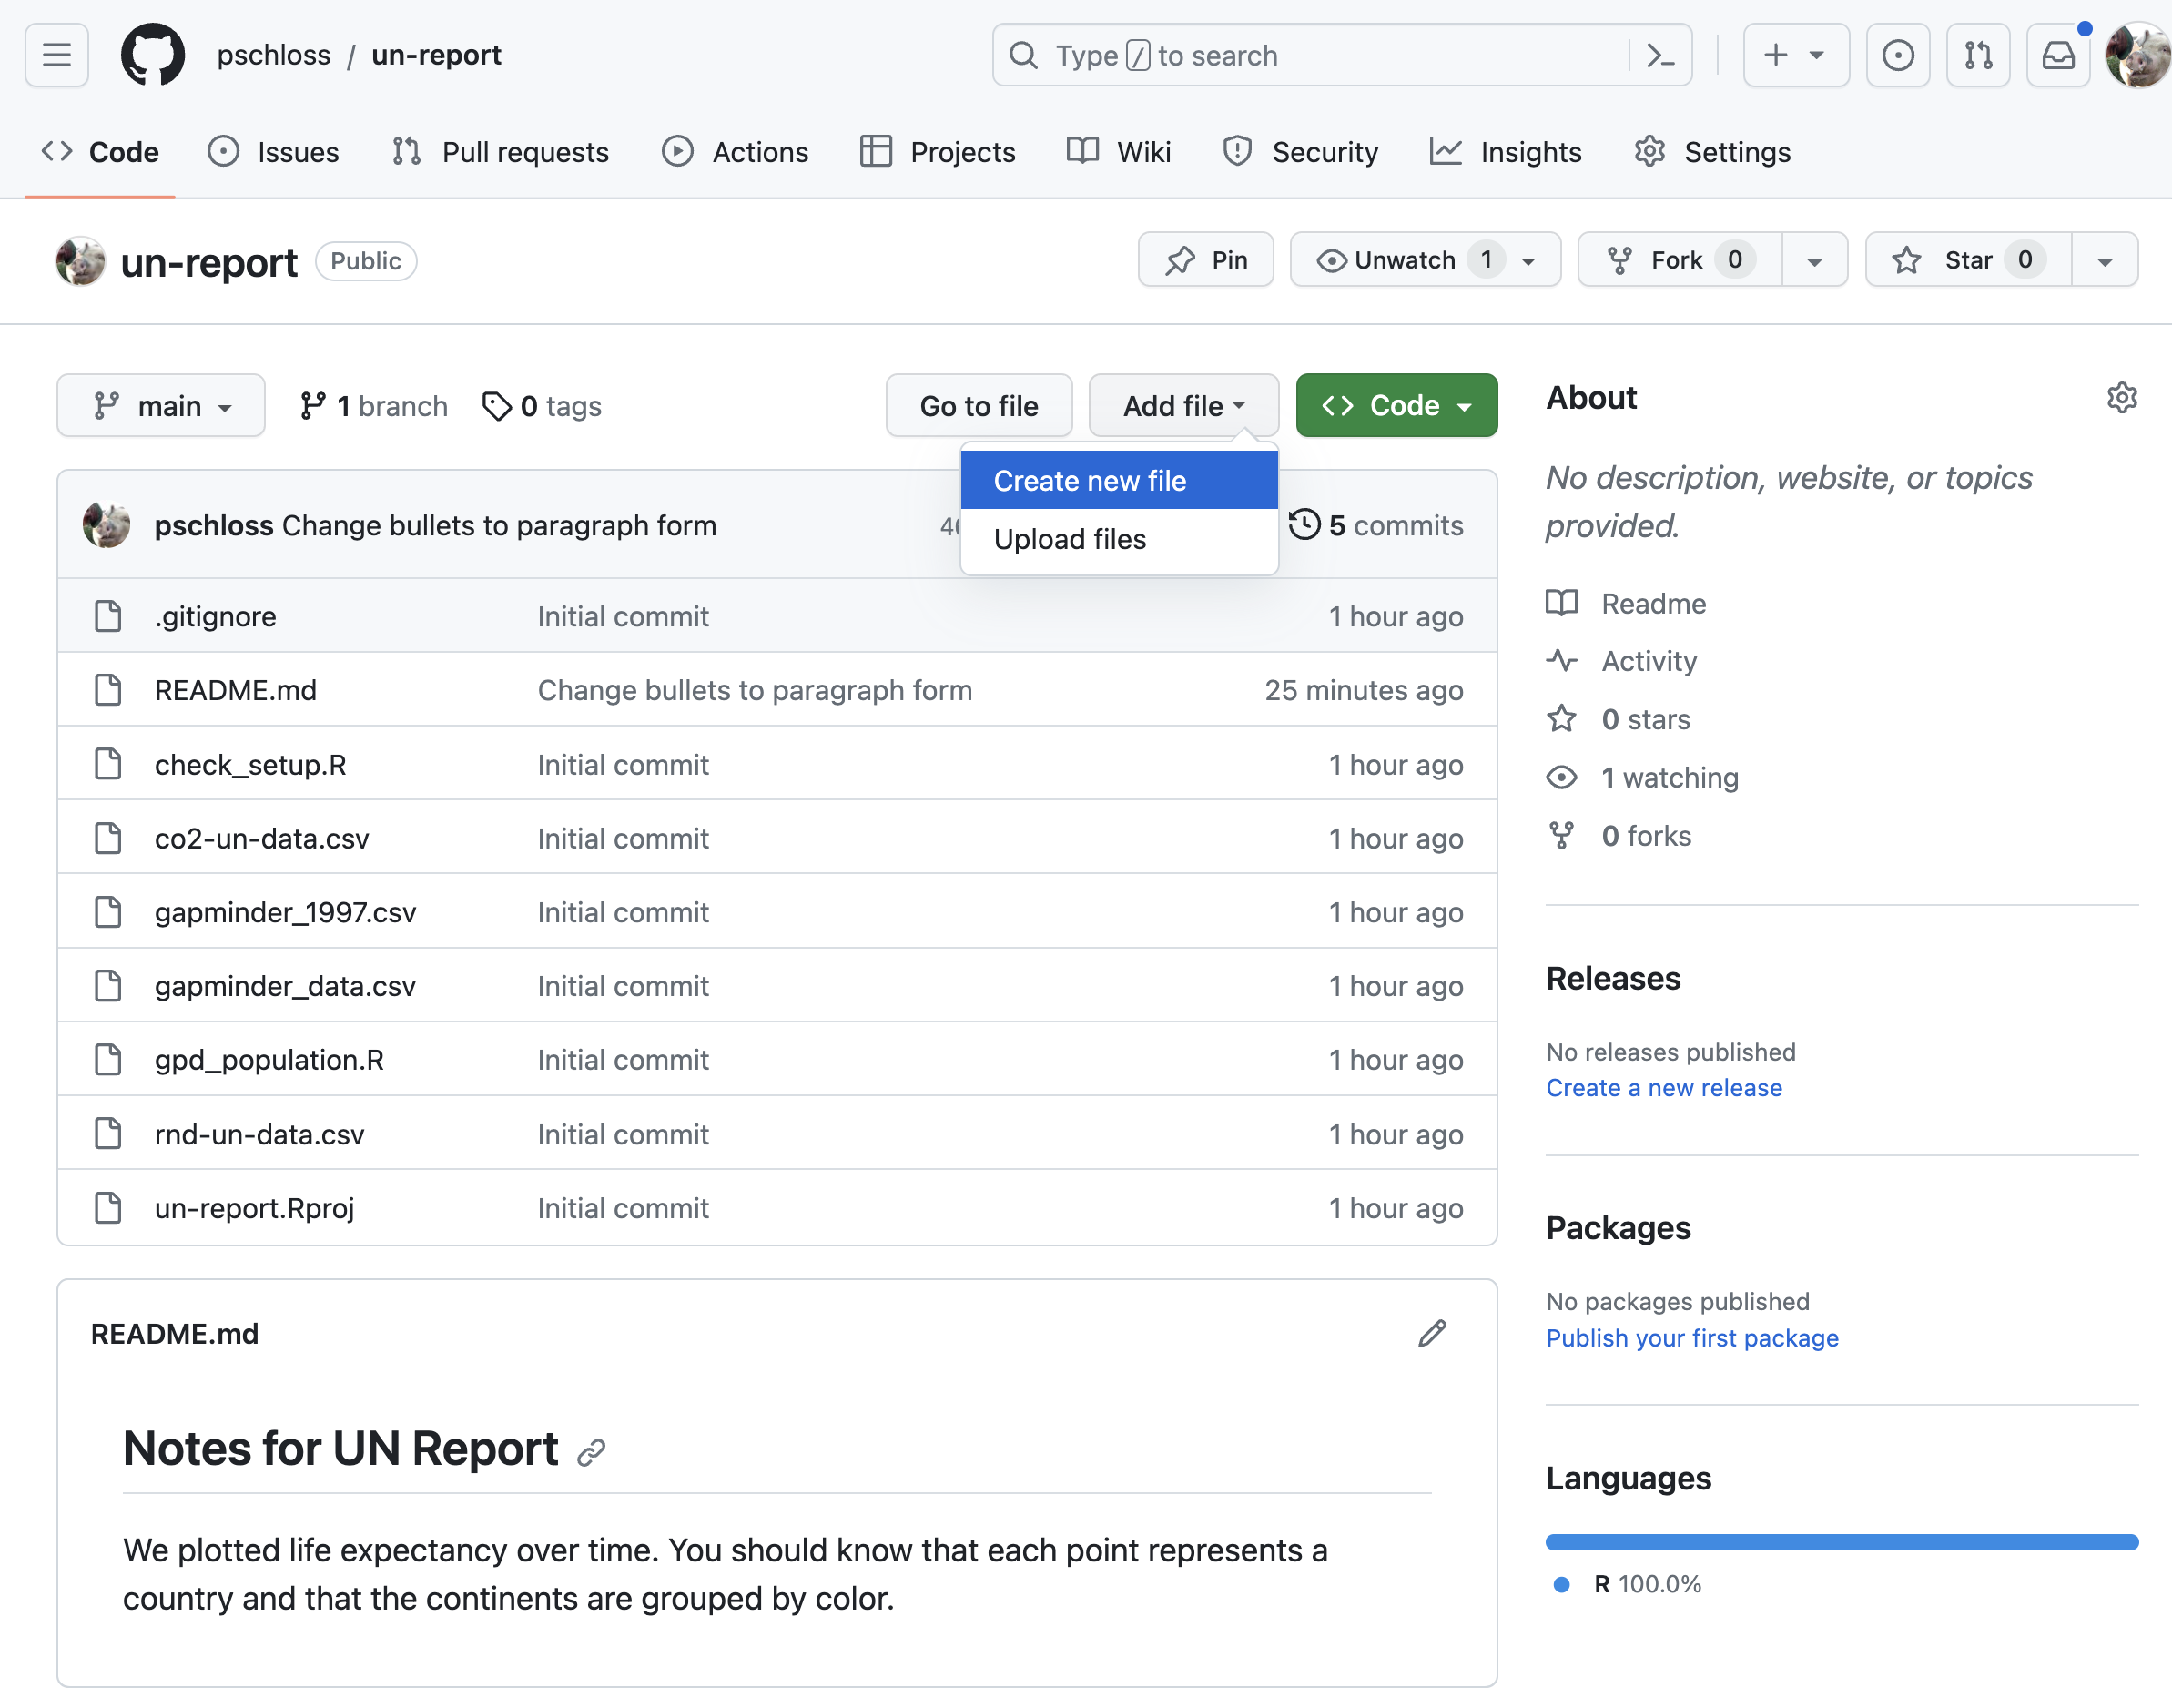 pschloss / un-report
Type / to search
Code Issues Pull requests Actions Projects Wiki Security Insights Settings
un-report Public
Pin Unwatch 1 Fork 0 Star 0
main 1 branch 0 tags Go to file Add file Code
Create new file
Upload files
pschloss Change bullets to paragraph form 5 commits
.gitignore Initial commit 1 hour ago
README.md Change bullets to paragraph form 25 minutes ago
check_setup.R Initial commit 1 hour ago
co2-un-data.csv Initial commit 1 hour ago
gapminder_1997.csv Initial commit 1 hour ago
gapminder_data.csv Initial commit 1 hour ago
gpd_population.R Initial commit 1 hour ago
rnd-un-data.csv Initial commit 1 hour ago
un-report.Rproj Initial commit 1 hour ago
README.md
Notes for UN Report
We plotted life expectancy over time. You should know that each point represents a
country and that the continents are grouped by color.
About
No description, website, or topics
provided.
Readme
Activity
0 stars
1 watching
0 forks
Releases
No releases published
Create a new release
Packages
No packages published
Publish your first package
Languages
R 100.0%